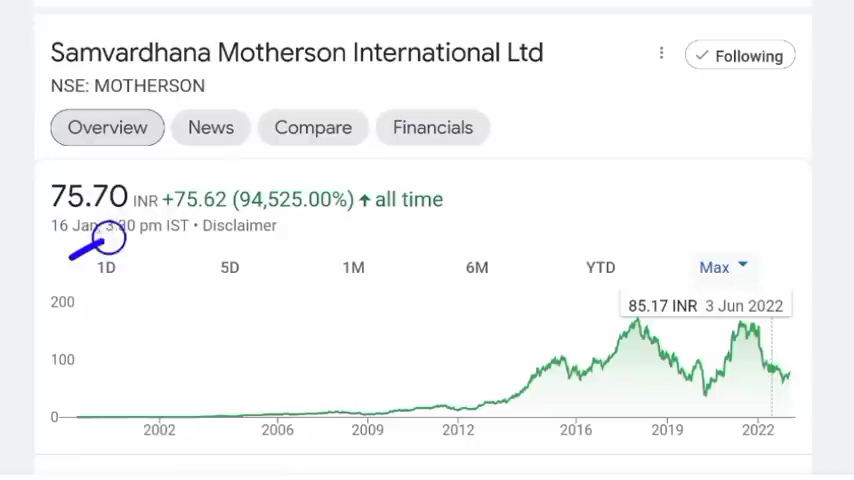 Samvardhana Motherson International Ltd
Following
NSE: MOTHERSON
Overview News Compare Financials
75.70 INR +75.62 (94,525.00%) all time
16 Jan, 3:30 pm IST • Disclaimer
1D 5D 1M 6M YTD Max
200
85.17 INR 3 Jun 2022
100
0
2002 2006 2009 2012 2016 2019 2022